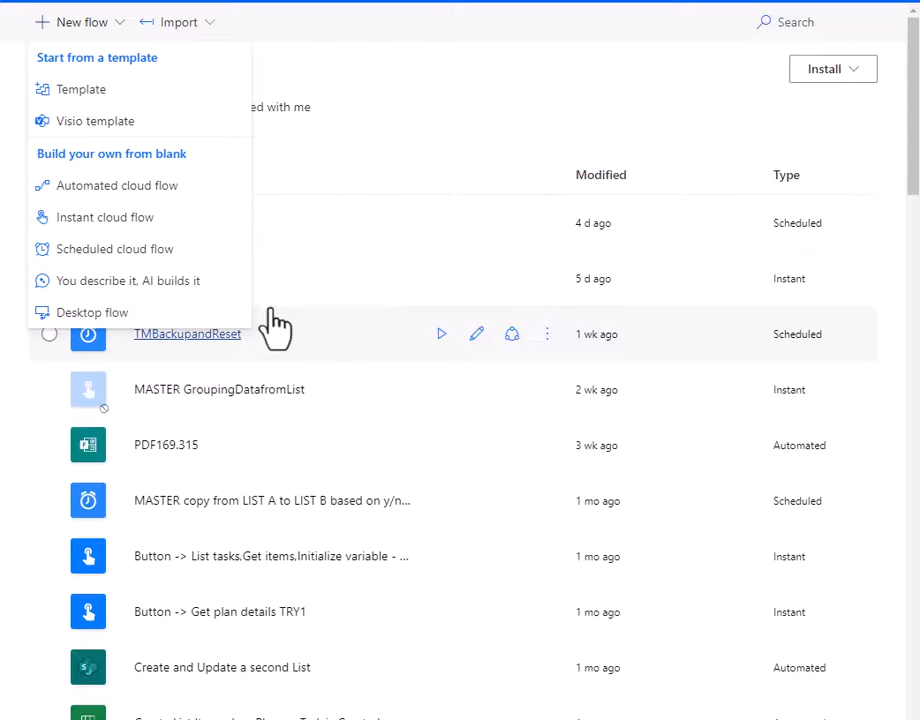 New flow
Import
Search
Start from a template
Template
Visio template
Build your own from blank
Automated cloud flow
Instant cloud flow
Scheduled cloud flow
You describe it, AI builds it
Desktop flow
ed with me
Install
Modified
Type
4 d ago
Scheduled
5 d ago
Instant
TMBackupandReset
1 wk ago
Scheduled
MASTER GroupingDatafromList
2 wk ago
Instant
PDF169.315
3 wk ago
Automated
MASTER copy from LIST A to LIST B based on y/n...
1 mo ago
Scheduled
Button -> List tasks,Get items,Initialize variable - ...
1 mo ago
Instant
Button -> Get plan details TRY1
1 mo ago
Instant
Create and Update a second List
1 mo ago
Automated